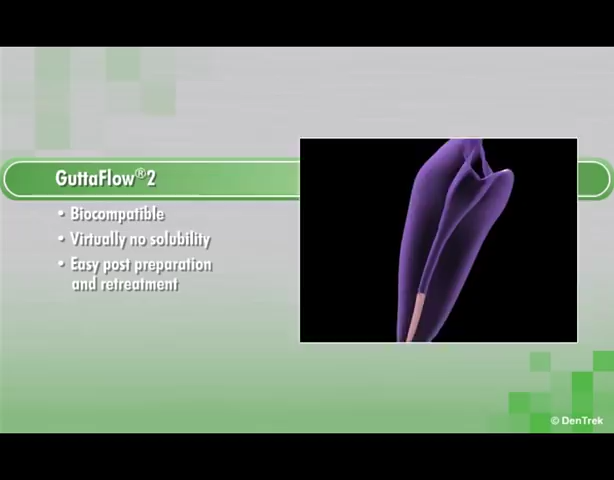 GuttaFlow®2
• Biocompatible
• Virtually no solubility
• Easy post preparation
and retreatment
© DenTrek